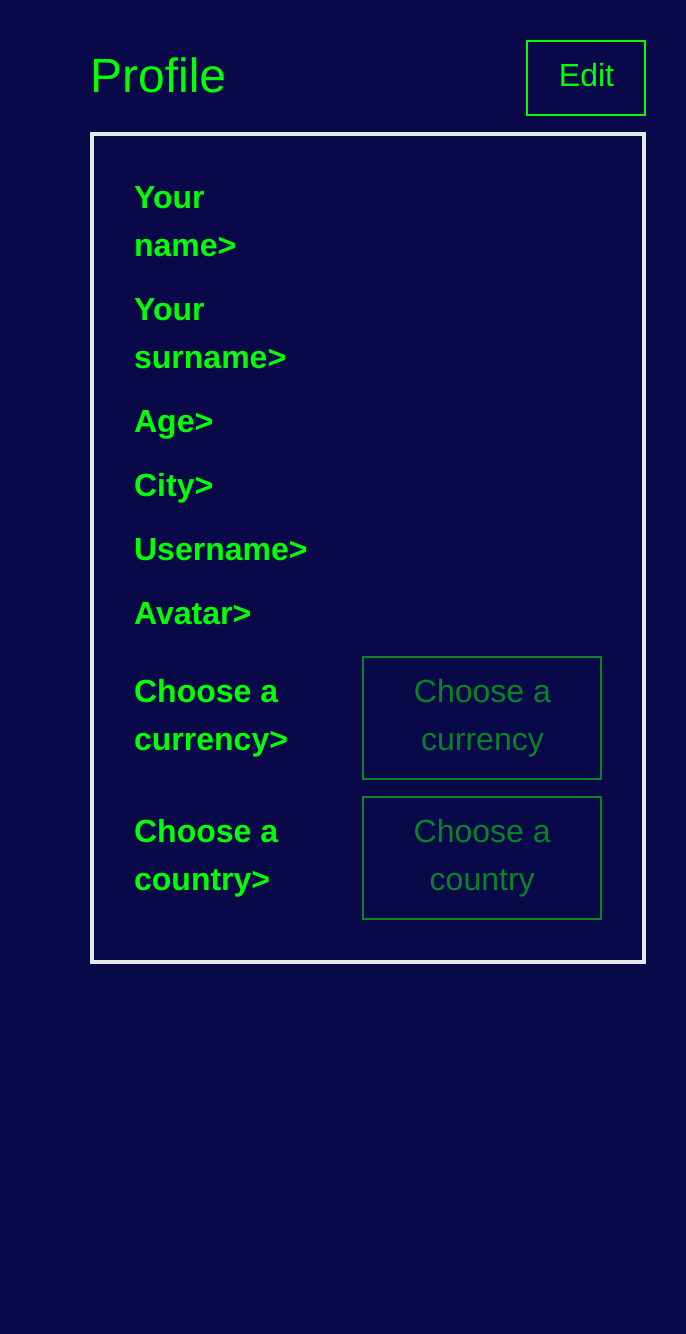 Profile
Edit
Your
name>
Your
surname>
Age>
City>
Username>
Avatar>
Choose a
currency>
Choose a
currency
Choose a
country>
Choose a
country